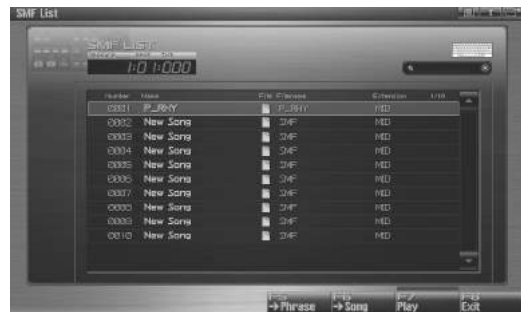 SMF List
SMF LIST
1:01:000
Number Name File Filename Extension 1/10
0001 P_RHY P_RHY MID
0002 New Song SMF MID
0003 New Song SMF MID
0004 New Song SMF MID
0005 New Song SMF MID
0006 New Song SMF MID
0007 New Song SMF MID
0008 New Song SMF MID
0009 New Song SMF MID
0010 New Song SMF MID
F5 F6 F7 F8
→Phrase →Song Play Exit